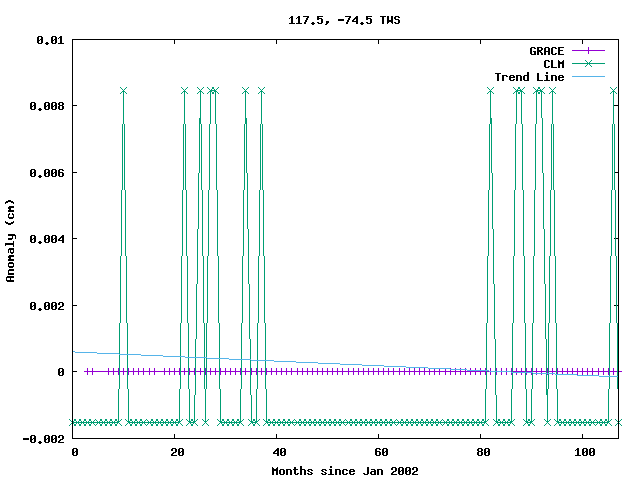 117.5, -74.5 TWS
0.01
0.008
0.006
0.004
0.002
0
-0.002
Anomaly (cm)
GRACE
CLM
Trend Line
0 20 40 60 80 100
Months since Jan 2002